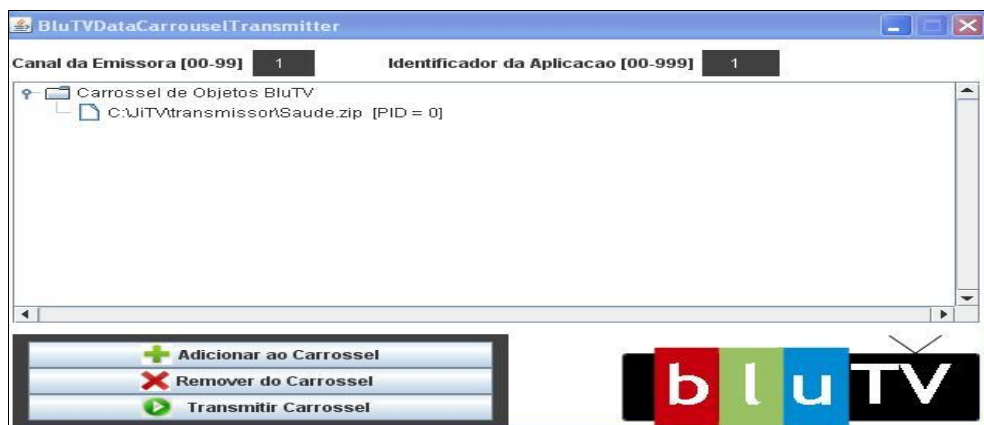 BluTVDataCarrouselTransmitter
Canal da Emissora [00-99] 1 Identificador da Aplicacao [00-999] 1
Carrossel de Objetos BluTV
C:\JiTV\transmissor\Saude.zip [PID = 0]
Adicionar ao Carrossel
Remover do Carrossel
Transmitir Carrossel
bluTV